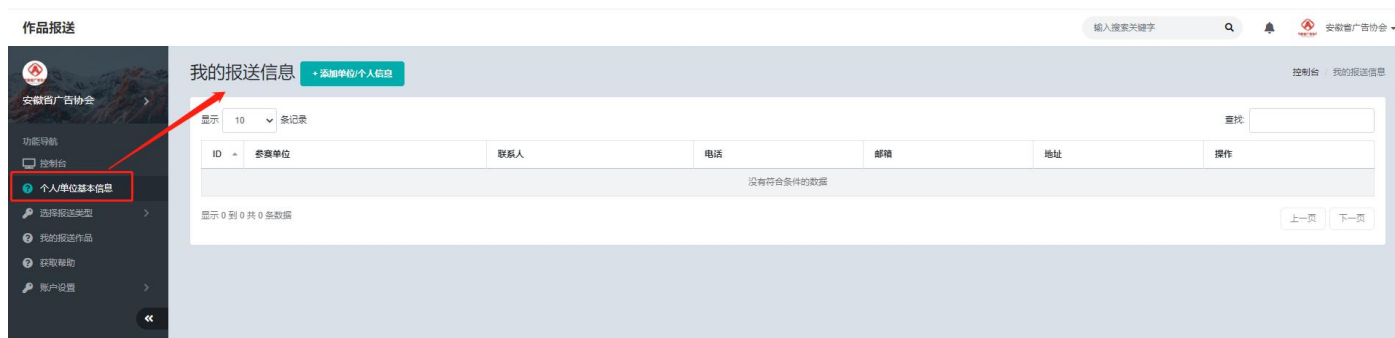 作品报送
输入搜索关键字
安徽省广告协会
安徽省广告协会
功能导航
控制台
个人/单位基本信息
选择报送类型
我的报送作品
获取帮助
账户设置
我的报送信息
+ 添加单位/个人信息
控制台 / 我的报送信息
显示 10 条记录
查找:
ID 参赛单位 联系人 电话 邮箱 地址 操作
没有符合条件的数据
显示 0 到 0 共 0 条数据
上一页 下一页